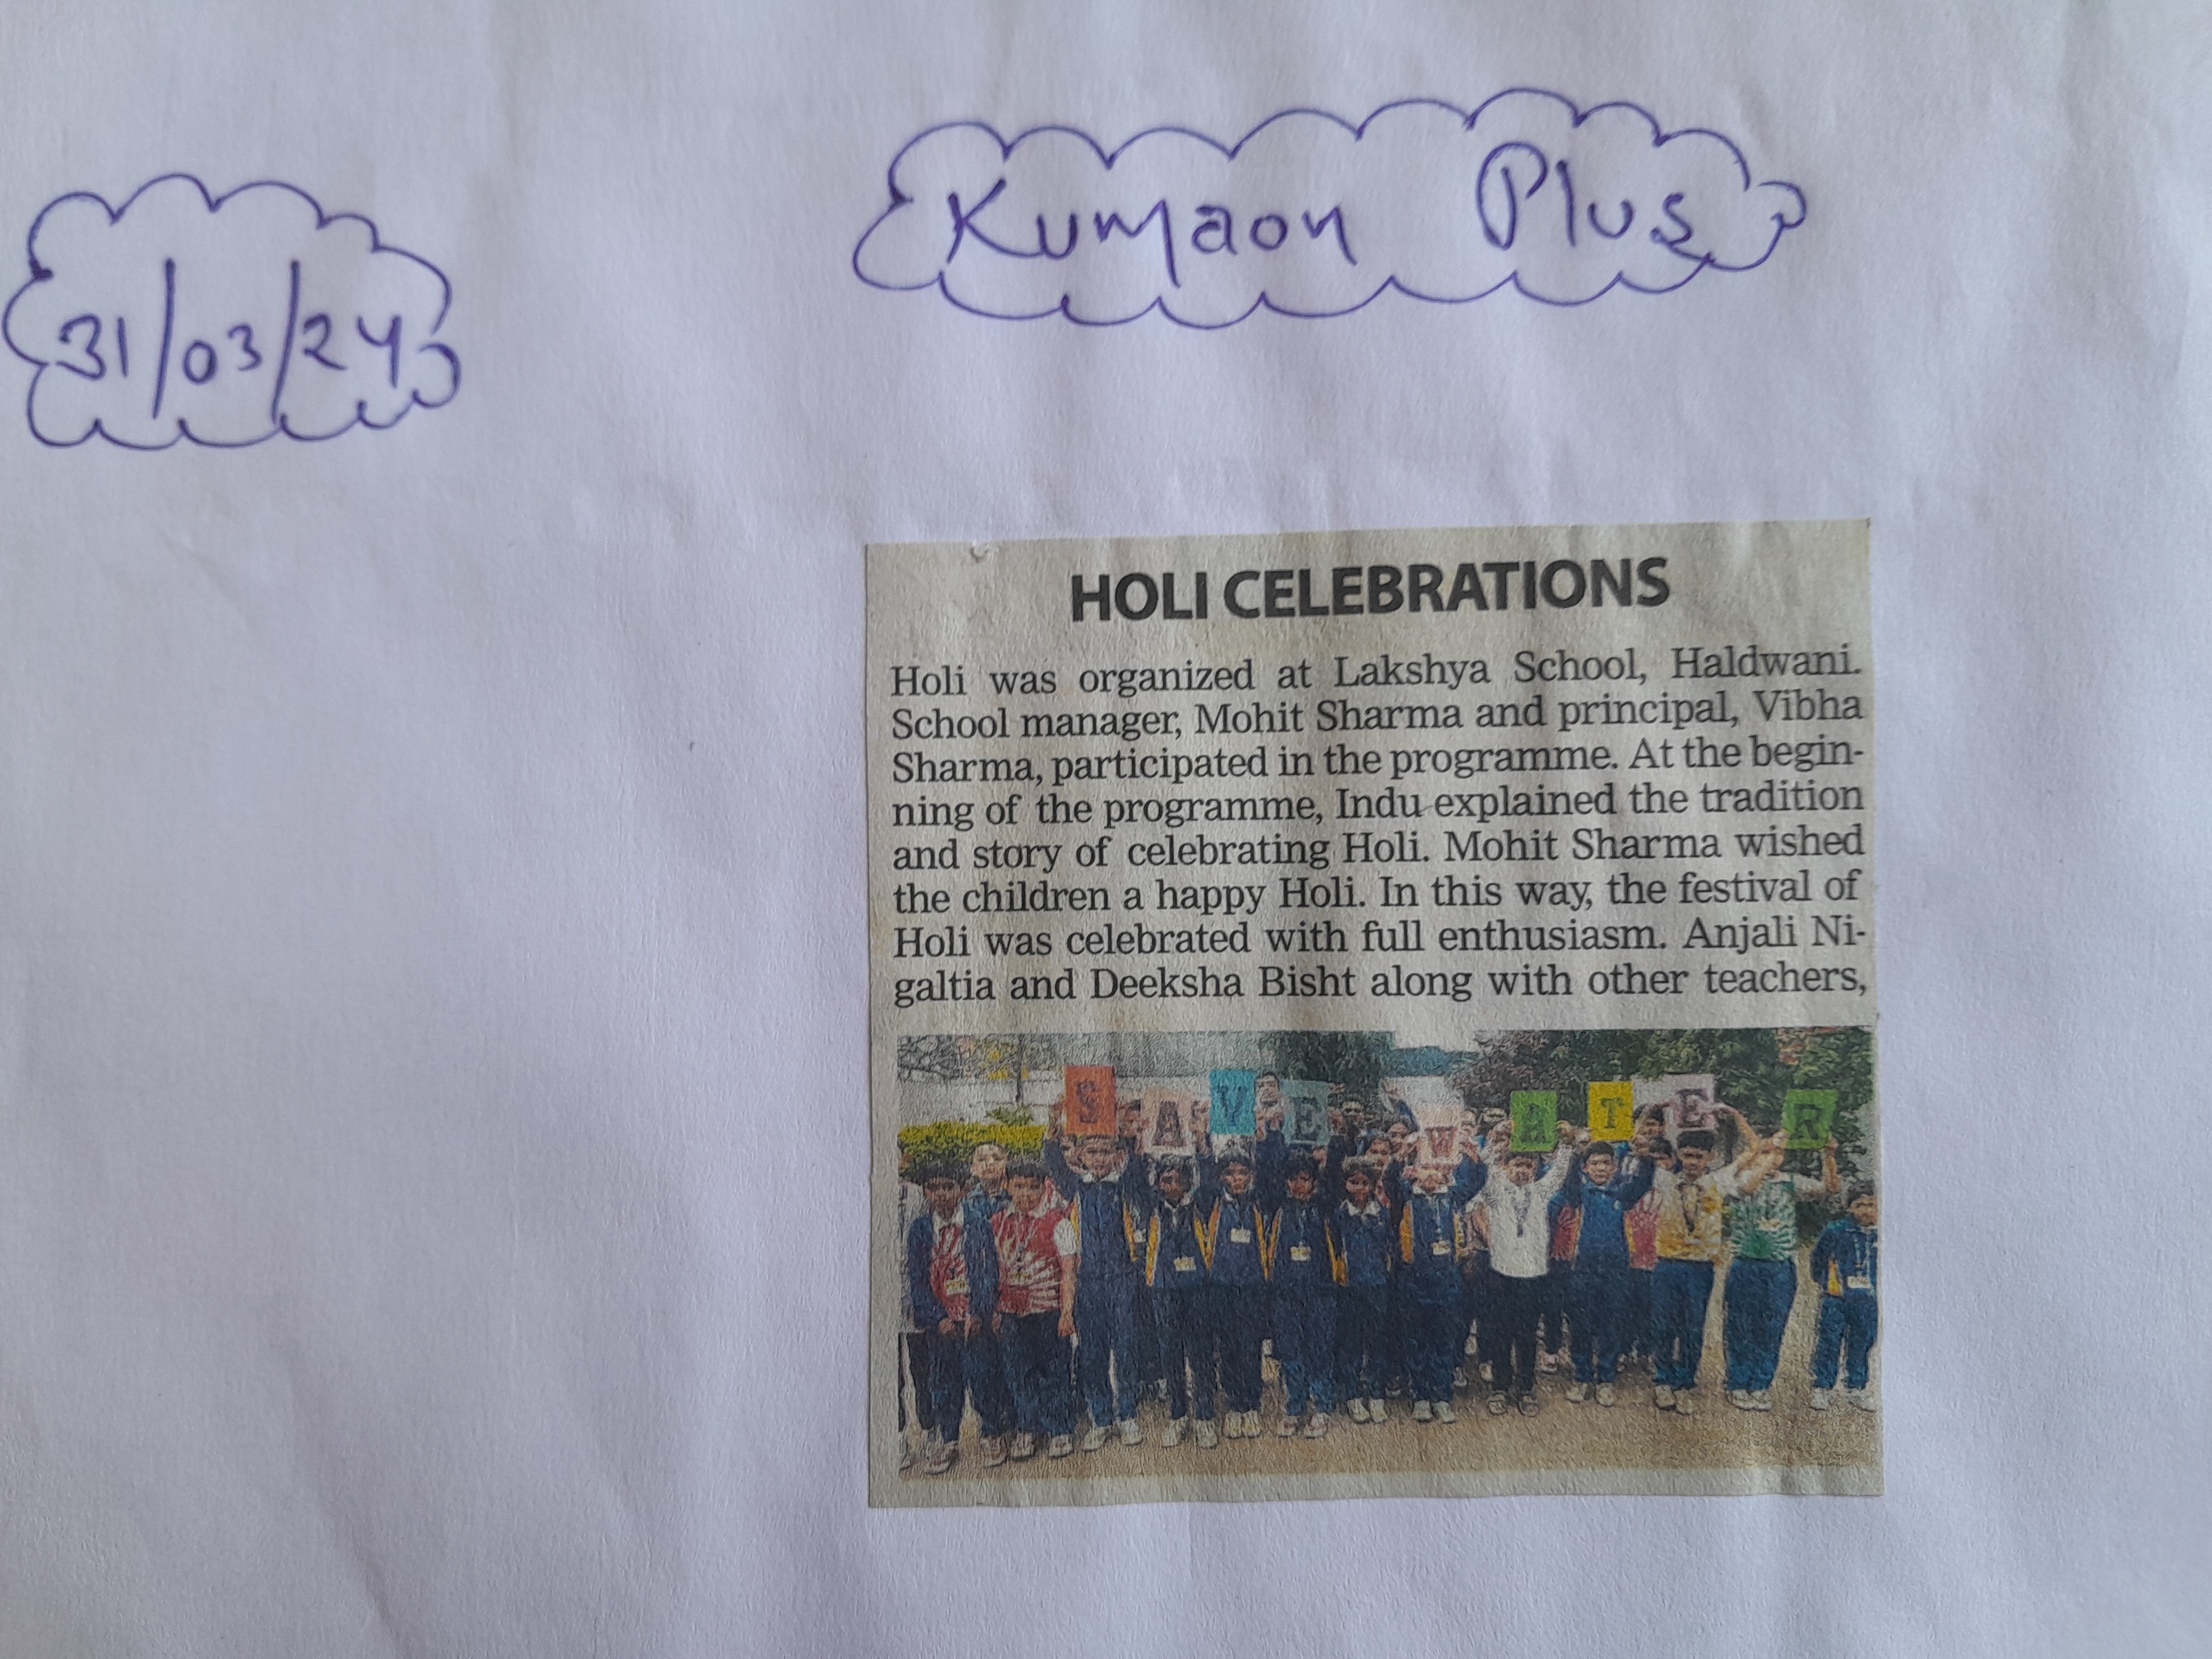 31/03/24
Kumaon Plus
HOLI CELEBRATIONS
Holi was organized at Lakshya School, Haldwani.
School manager, Mohit Sharma and principal, Vibha
Sharma, participated in the programme. At the begin-
ning of the programme, Indu explained the tradition
and story of celebrating Holi. Mohit Sharma wished
the children a happy Holi. In this way, the festival of
Holi was celebrated with full enthusiasm. Anjali Ni-
galtia and Deeksha Bisht along with other teachers,
SAVE WATER